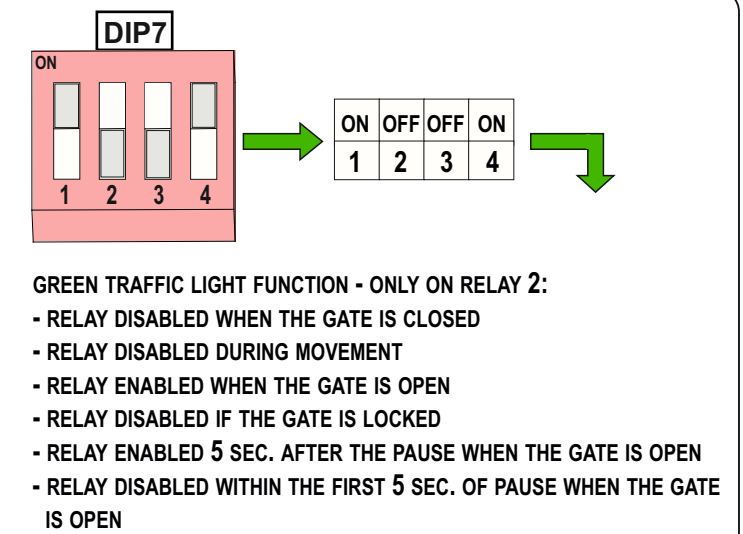 DIP7
ON
1 2 3 4
ON OFF OFF ON
1 2 3 4
GREEN TRAFFIC LIGHT FUNCTION - ONLY ON RELAY 2:
- RELAY DISABLED WHEN THE GATE IS CLOSED
- RELAY DISABLED DURING MOVEMENT
- RELAY ENABLED WHEN THE GATE IS OPEN
- RELAY DISABLED IF THE GATE IS LOCKED
- RELAY ENABLED 5 SEC. AFTER THE PAUSE WHEN THE GATE IS OPEN
- RELAY DISABLED WITHIN THE FIRST 5 SEC. OF PAUSE WHEN THE GATE
IS OPEN